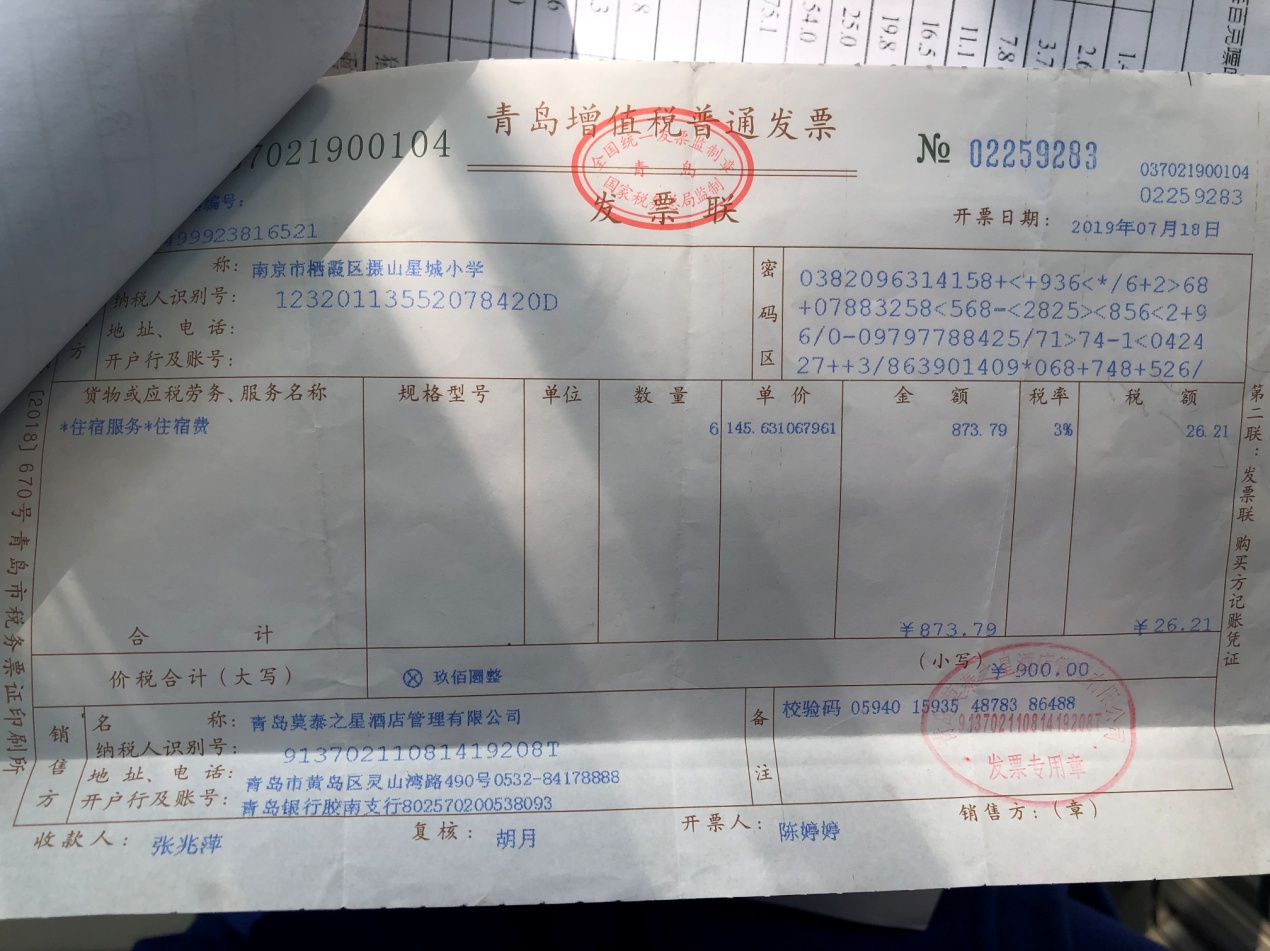 青岛增值税普通发票
发票联
全国统一发票监制章
青岛
国家税务总局监制
7021900104
№ 02259283
037021900104
02259283
编号:
99923816521
开票日期: 2019年07月18日
称: 南京市栖霞区摄山星城小学
纳税人识别号: 12320113552078420D
地址、电话:
开户行及账号:
方
密码区
0382096314158+<+936<*/6+2>68
+07883258<568-<2825><856<2+96
6/0-09797788425/71>74-1<0424
27++3/863901409*068+748+526/
货物或应税劳务、服务名称 规格型号 单位 数量 单价 金额 税率 税额
*住宿服务*住宿费 6 145.631067961 873.79 3% 26.21
合计 ¥873.79 ¥26.21
价税合计(大写) ⊗ 玖佰圆整 (小写) ¥900.00
销售方
名称: 青岛莫泰之星酒店管理有限公司
纳税人识别号: 91370211081419208T
地址、电话: 青岛市黄岛区灵山湾路490号0532-84178888
开户行及账号: 青岛银行胶南支行802570200538093
备注
校验码 05940 15935 48783 86488
91370211081419208T
发票专用章
收款人: 张兆萍 复核: 胡月 开票人: 陈婷婷 销售方:(章)
[2018]670号青岛市税务票证印刷所
第二联:发票联 购买方记账凭证